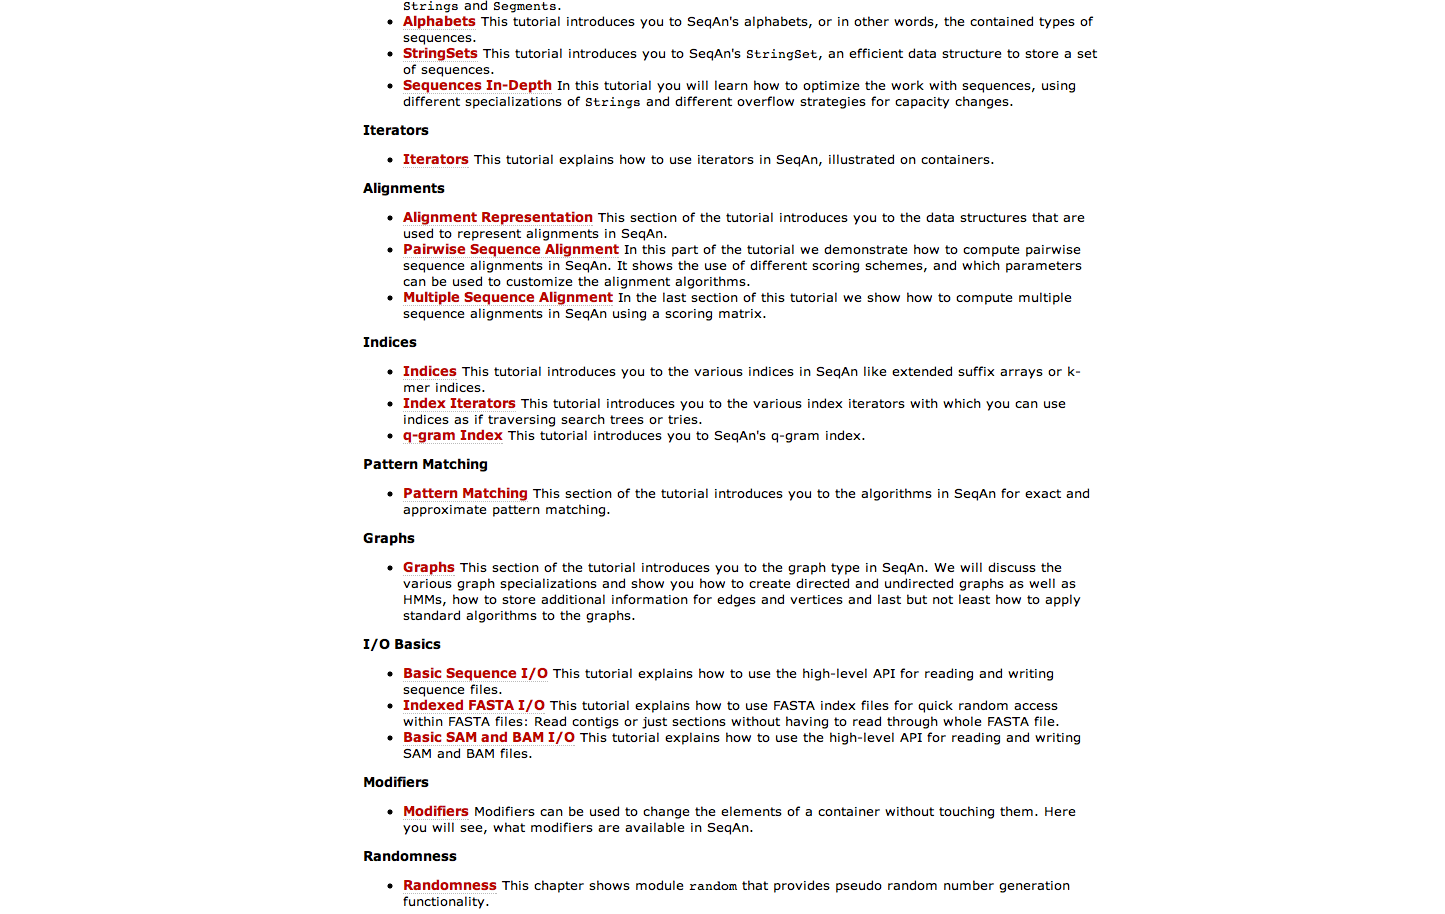 Strings and Segments.
Alphabets This tutorial introduces you to SeqAn's alphabets, or in other words, the contained types of
sequences.
StringSets This tutorial introduces you to SeqAn's StringSet, an efficient data structure to store a set
of sequences.
Sequences In-Depth In this tutorial you will learn how to optimize the work with sequences, using
different specializations of Strings and different overflow strategies for capacity changes.
Iterators
Iterators This tutorial explains how to use iterators in SeqAn, illustrated on containers.
Alignments
Alignment Representation This section of the tutorial introduces you to the data structures that are
used to represent alignments in SeqAn.
Pairwise Sequence Alignment In this part of the tutorial we demonstrate how to compute pairwise
sequence alignments in SeqAn. It shows the use of different scoring schemes, and which parameters
can be used to customize the alignment algorithms.
Multiple Sequence Alignment In the last section of this tutorial we show how to compute multiple
sequence alignments in SeqAn using a scoring matrix.
Indices
Indices This tutorial introduces you to the various indices in SeqAn like extended suffix arrays or k-
mer indices.
Index Iterators This tutorial introduces you to the various index iterators with which you can use
indices as if traversing search trees or tries.
q-gram Index This tutorial introduces you to SeqAn's q-gram index.
Pattern Matching
Pattern Matching This section of the tutorial introduces you to the algorithms in SeqAn for exact and
approximate pattern matching.
Graphs
Graphs This section of the tutorial introduces you to the graph type in SeqAn. We will discuss the
various graph specializations and show you how to create directed and undirected graphs as well as
HMMs, how to store additional information for edges and vertices and last but not least how to apply
standard algorithms to the graphs.
I/O Basics
Basic Sequence I/O This tutorial explains how to use the high-level API for reading and writing
sequence files.
Indexed FASTA I/O This tutorial explains how to use FASTA index files for quick random access
within FASTA files: Read contigs or just sections without having to read through whole FASTA file.
Basic SAM and BAM I/O This tutorial explains how to use the high-level API for reading and writing
SAM and BAM files.
Modifiers
Modifiers Modifiers can be used to change the elements of a container without touching them. Here
you will see, what modifiers are available in SeqAn.
Randomness
Randomness This chapter shows module random that provides pseudo random number generation
functionality.